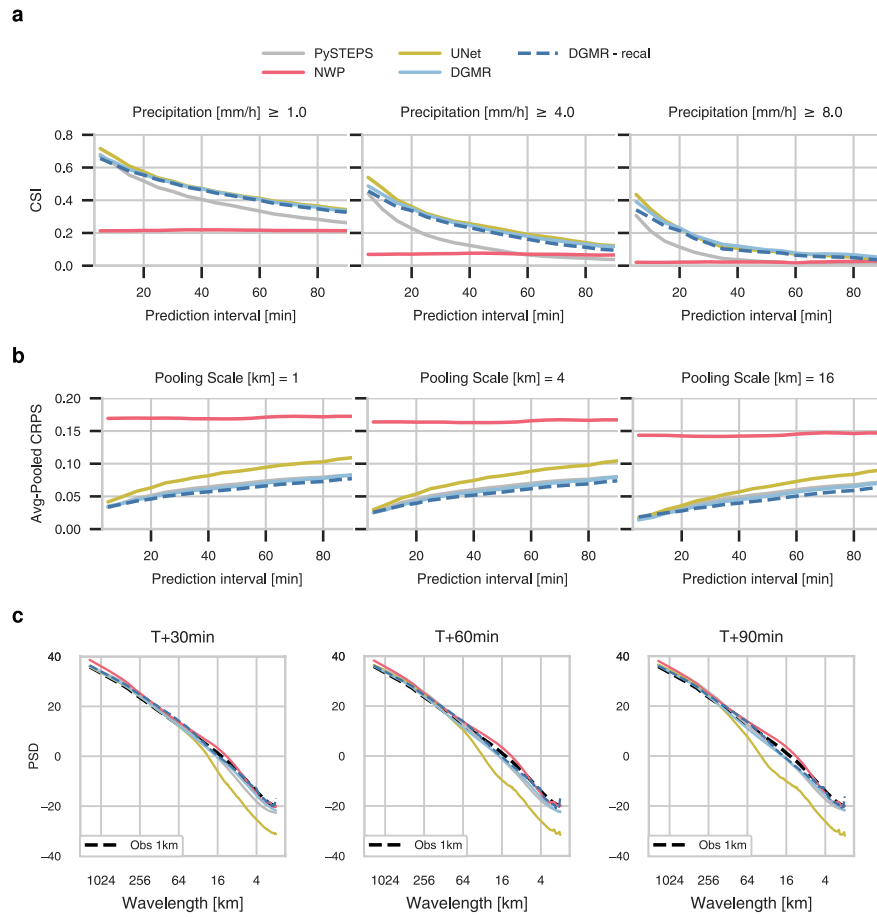 a
PySTEPS UNet DGMR - recal
NWP DGMR
Precipitation [mm/h] ≥ 1.0 Precipitation [mm/h] ≥ 4.0 Precipitation [mm/h] ≥ 8.0
0.8
0.6
CSI
0.4
0.2
0.0
20 40 60 80 20 40 60 80 20 40 60 80
Prediction interval [min] Prediction interval [min] Prediction interval [min]
b
Pooling Scale [km] = 1 Pooling Scale [km] = 4 Pooling Scale [km] = 16
0.20
0.15
Avg-Pooled CRPS
0.10
0.05
0.00
20 40 60 80 20 40 60 80 20 40 60 80
Prediction interval [min] Prediction interval [min] Prediction interval [min]
c
T+30min T+60min T+90min
40 40 40
20 20 20
PSD
0 0 0
−20 −20 −20
Obs 1km Obs 1km Obs 1km
−40 −40 −40
1024 256 64 16 4 1024 256 64 16 4 1024 256 64 16 4
Wavelength [km] Wavelength [km] Wavelength [km]